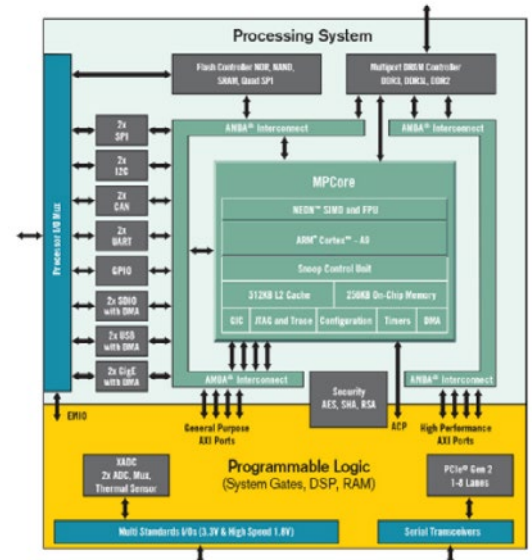 Processing System
Flash Controller NOR, NAND,
SRAM, Quad SPI
Multiport DRAM Controller
DDR3, DDR3L, DDR2
Processor I/O Mux
2x
SPI
2x
I2C
2x
CAN
2x
UART
GPIO
2x SDIO
with DMA
2x USB
with DMA
2x GigE
with DMA
AMBA® Interconnect
AMBA® Interconnect
MPCore
NEON™ SIMD and FPU
ARM® Cortex™ - A9
Snoop Control Unit
512KB L2 Cache
256KB On-Chip Memory
GIC
JTAG and Trace
Configuration
Timers
DMA
AMBA® Interconnect
Security
AES, SHA, RSA
AMBA® Interconnect
EMIO
General Purpose
AXI Ports
ACP
High Performance
AXI Ports
Programmable Logic
(System Gates, DSP, RAM)
XADC
2x ADC, Mux,
Thermal Sensor
PCIe® Gen 2
1-8 Lanes
Multi Standards I/Os (3.3V & High Speed 1.8V)
Serial Transceivers